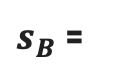 s_B =